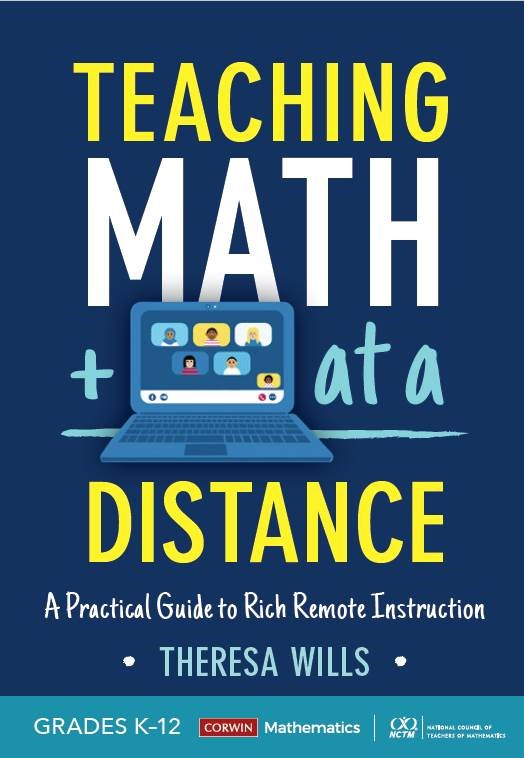 TEACHING
MATH
+ at a
DISTANCE
A Practical Guide to Rich Remote Instruction
• THERESA WILLS •
GRADES K–12 CORWIN Mathematics | NCTM | NATIONAL COUNCIL OF
TEACHERS OF MATHEMATICS